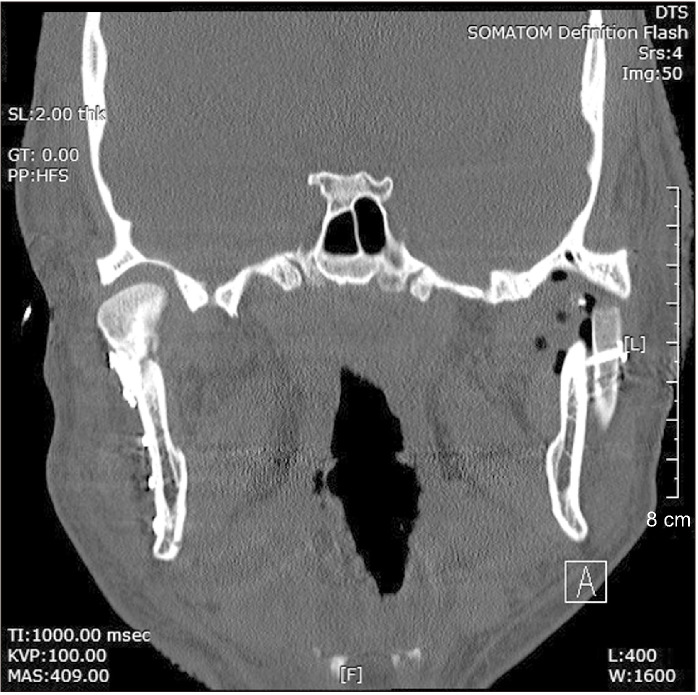 DTS
SOMATOM Definition Flash
Srs:4
Img:50
SL:2.00 thk
GT: 0.00
PP:HFS
[L]
8 cm
A
TI:1000.00 msec
KVP:100.00
MAS:409.00
[F]
L:400
W:1600